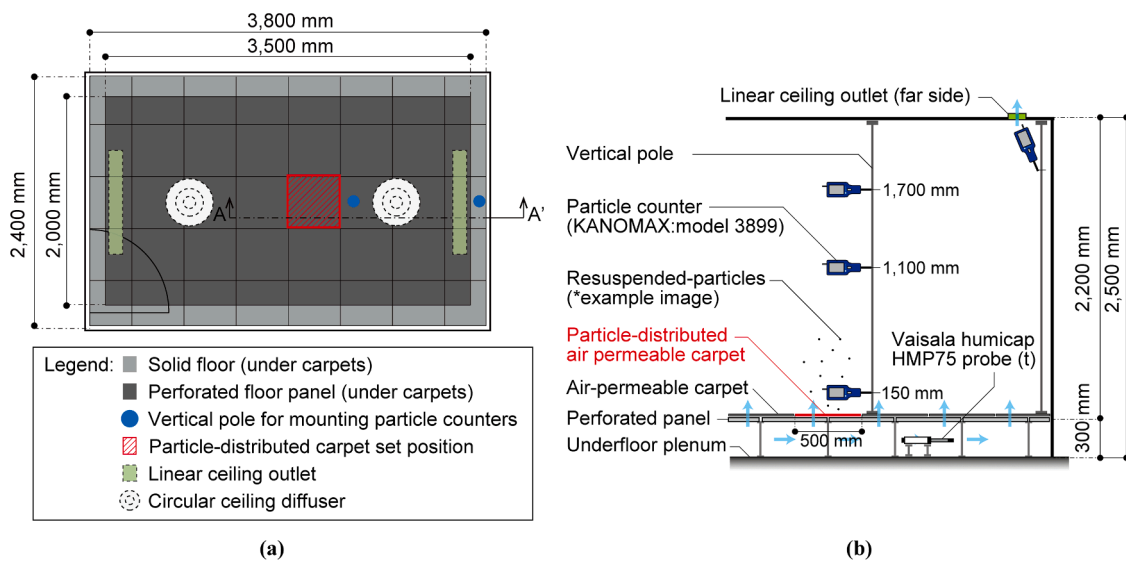 3,800 mm
3,500 mm
2,400 mm
2,000 mm
A
A'
Legend:
Solid floor (under carpets)
Perforated floor panel (under carpets)
Vertical pole for mounting particle counters
Particle-distributed carpet set position
Linear ceiling outlet
Circular ceiling diffuser
(a)
Linear ceiling outlet (far side)
Vertical pole
1,700 mm
Particle counter
(KANOMAX:model 3899)
1,100 mm
Resuspended-particles
(*example image)
Particle-distributed
air permeable carpet
Vaisala humicap
HMP75 probe (t)
Air-permeable carpet
150 mm
Perforated panel
500 mm
Underfloor plenum
2,200 mm
2,500 mm
300 mm
(b)